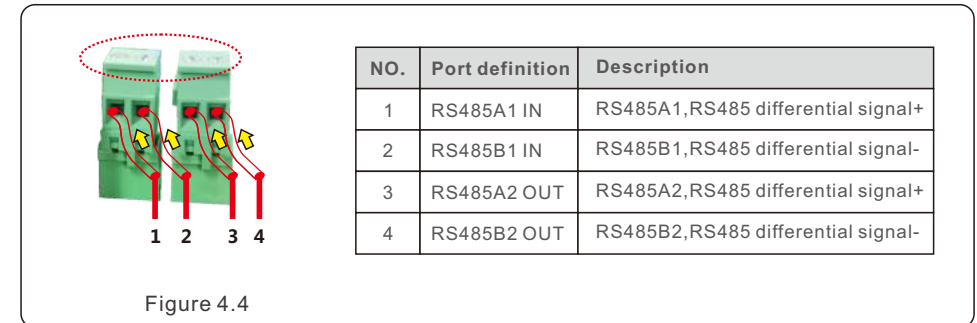 NO. Port definition Description
1 RS485A1 IN RS485A1,RS485 differential signal+
2 RS485B1 IN RS485B1,RS485 differential signal-
3 RS485A2 OUT RS485A2,RS485 differential signal+
4 RS485B2 OUT RS485B2,RS485 differential signal-
1 2 3 4
Figure 4.4